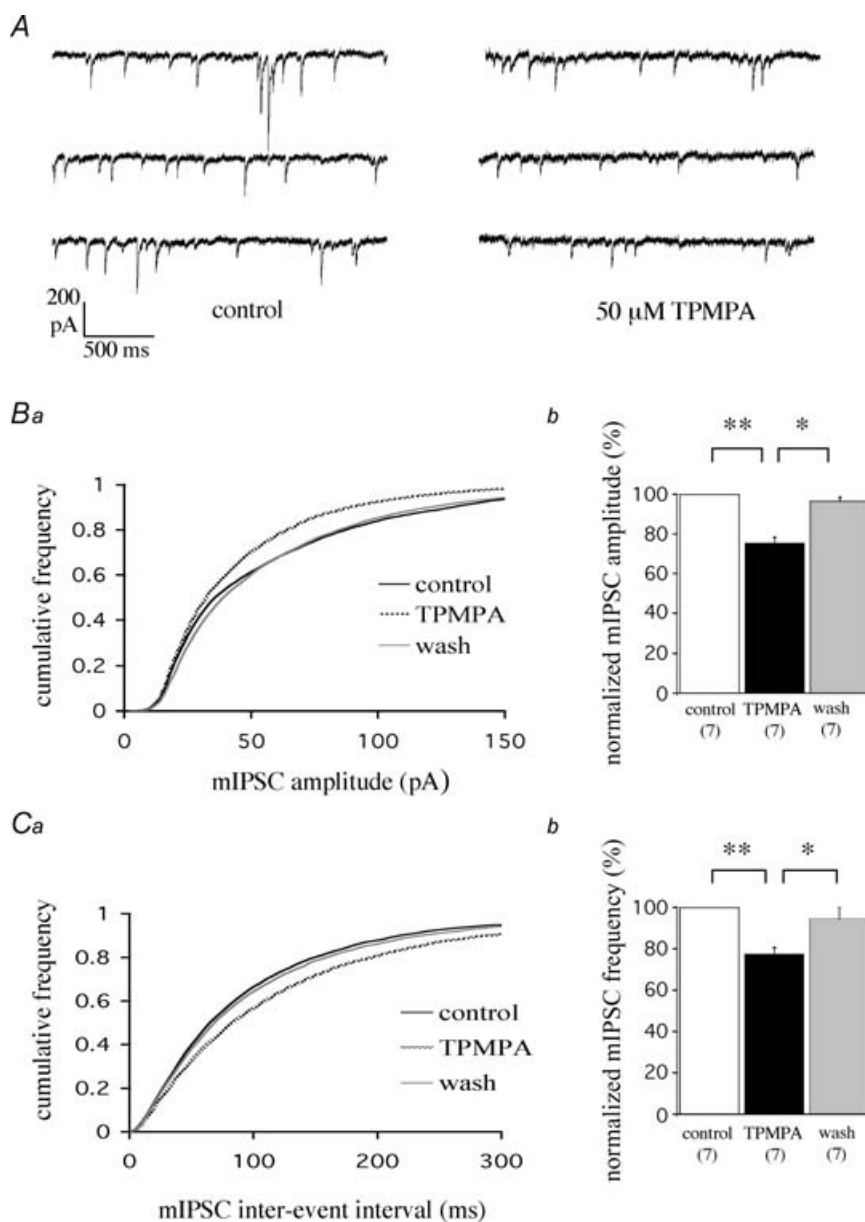 A
200
pA
500 ms
control
50 µM TPMPA
Ba
cumulative frequency
1
0.8
0.6
0.4
0.2
0
0
50
100
150
control
TPMPA
wash
mIPSC amplitude (pA)
b
normalized mIPSC amplitude (%)
** *
100
80
60
40
20
0
control TPMPA wash
(7) (7) (7)
Ca
cumulative frequency
1
0.8
0.6
0.4
0.2
0
0
100
200
300
control
TPMPA
wash
mIPSC inter-event interval (ms)
b
normalized mIPSC frequency (%)
** *
100
80
60
40
20
0
control TPMPA wash
(7) (7) (7)